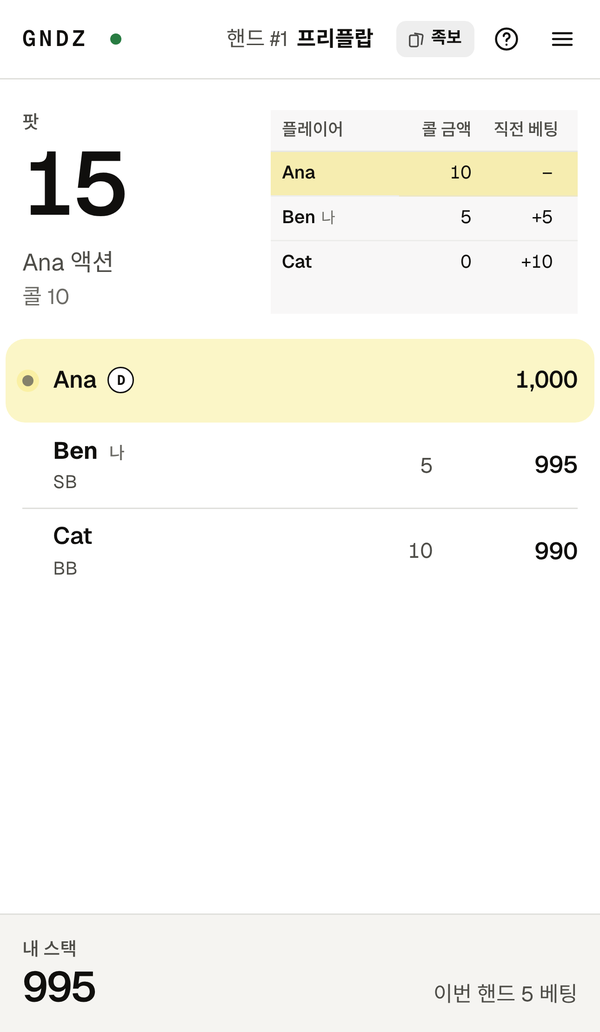 GNDZ
핸드 #1 프리플랍
족보
?
팟
15
Ana 액션
콜 10
플레이어 콜 금액 직전 베팅
Ana 10 –
Ben 나 5 +5
Cat 0 +10
Ana D 1,000
Ben 나
SB
5 995
Cat
BB
10 990
내 스택
995
이번 핸드 5 베팅